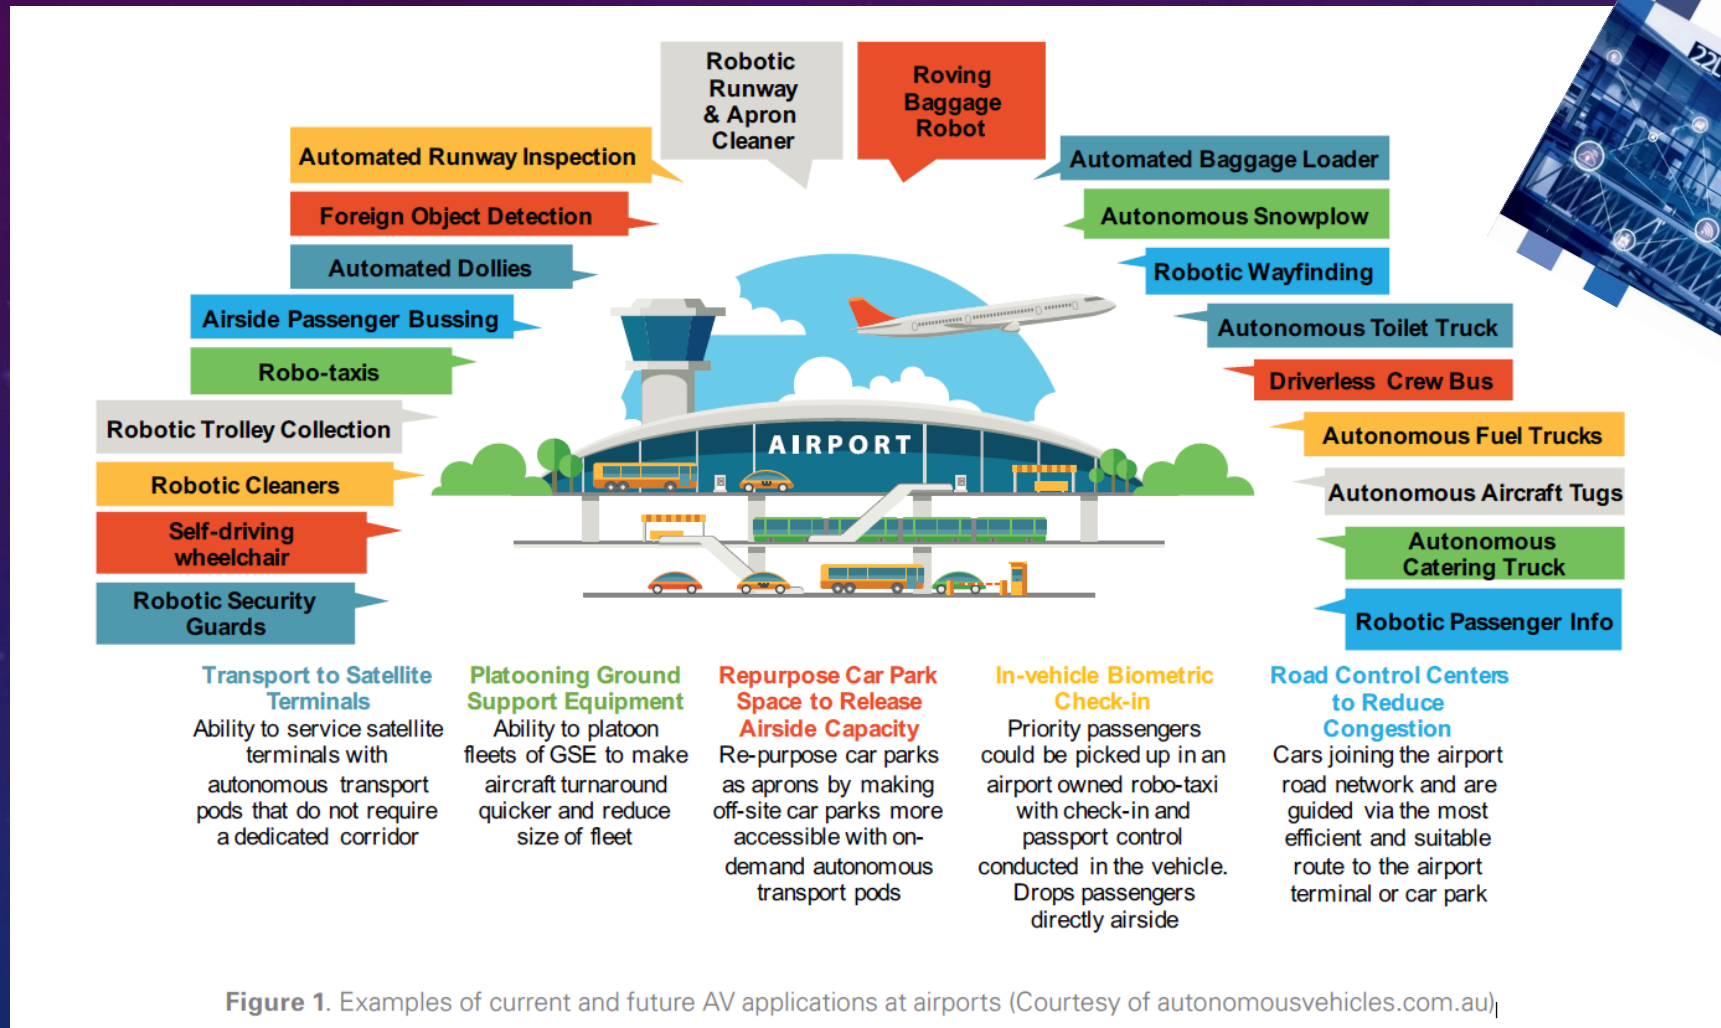 Robotic
Runway
& Apron
Cleaner
Roving
Baggage
Robot
22L
Automated Runway Inspection
Automated Baggage Loader
Foreign Object Detection
Autonomous Snowplow
Automated Dollies
Robotic Wayfinding
Airside Passenger Bussing
Autonomous Toilet Truck
Robo-taxis
Driverless Crew Bus
Robotic Trolley Collection
Autonomous Fuel Trucks
AIRPORT
Robotic Cleaners
Autonomous Aircraft Tugs
Self-driving
wheelchair
Autonomous
Catering Truck
Robotic Security
Guards
Robotic Passenger Info
Transport to Satellite
Terminals
Ability to service satellite
terminals with
autonomous transport
pods that do not require
a dedicated corridor
Platooning Ground
Support Equipment
Ability to platoon
fleets of GSE to make
aircraft turnaround
quicker and reduce
size of fleet
Repurpose Car Park
Space to Release
Airside Capacity
Re-purpose car parks
as aprons by making
off-site car parks more
accessible with on-
demand autonomous
transport pods
In-vehicle Biometric
Check-in
Priority passengers
could be picked up in an
airport owned robo-taxi
with check-in and
passport control
conducted in the vehicle.
Drops passengers
directly airside
Road Control Centers
to Reduce
Congestion
Cars joining the airport
road network and are
guided via the most
efficient and suitable
route to the airport
terminal or car park
Figure 1. Examples of current and future AV applications at airports (Courtesy of autonomousvehicles.com.au)